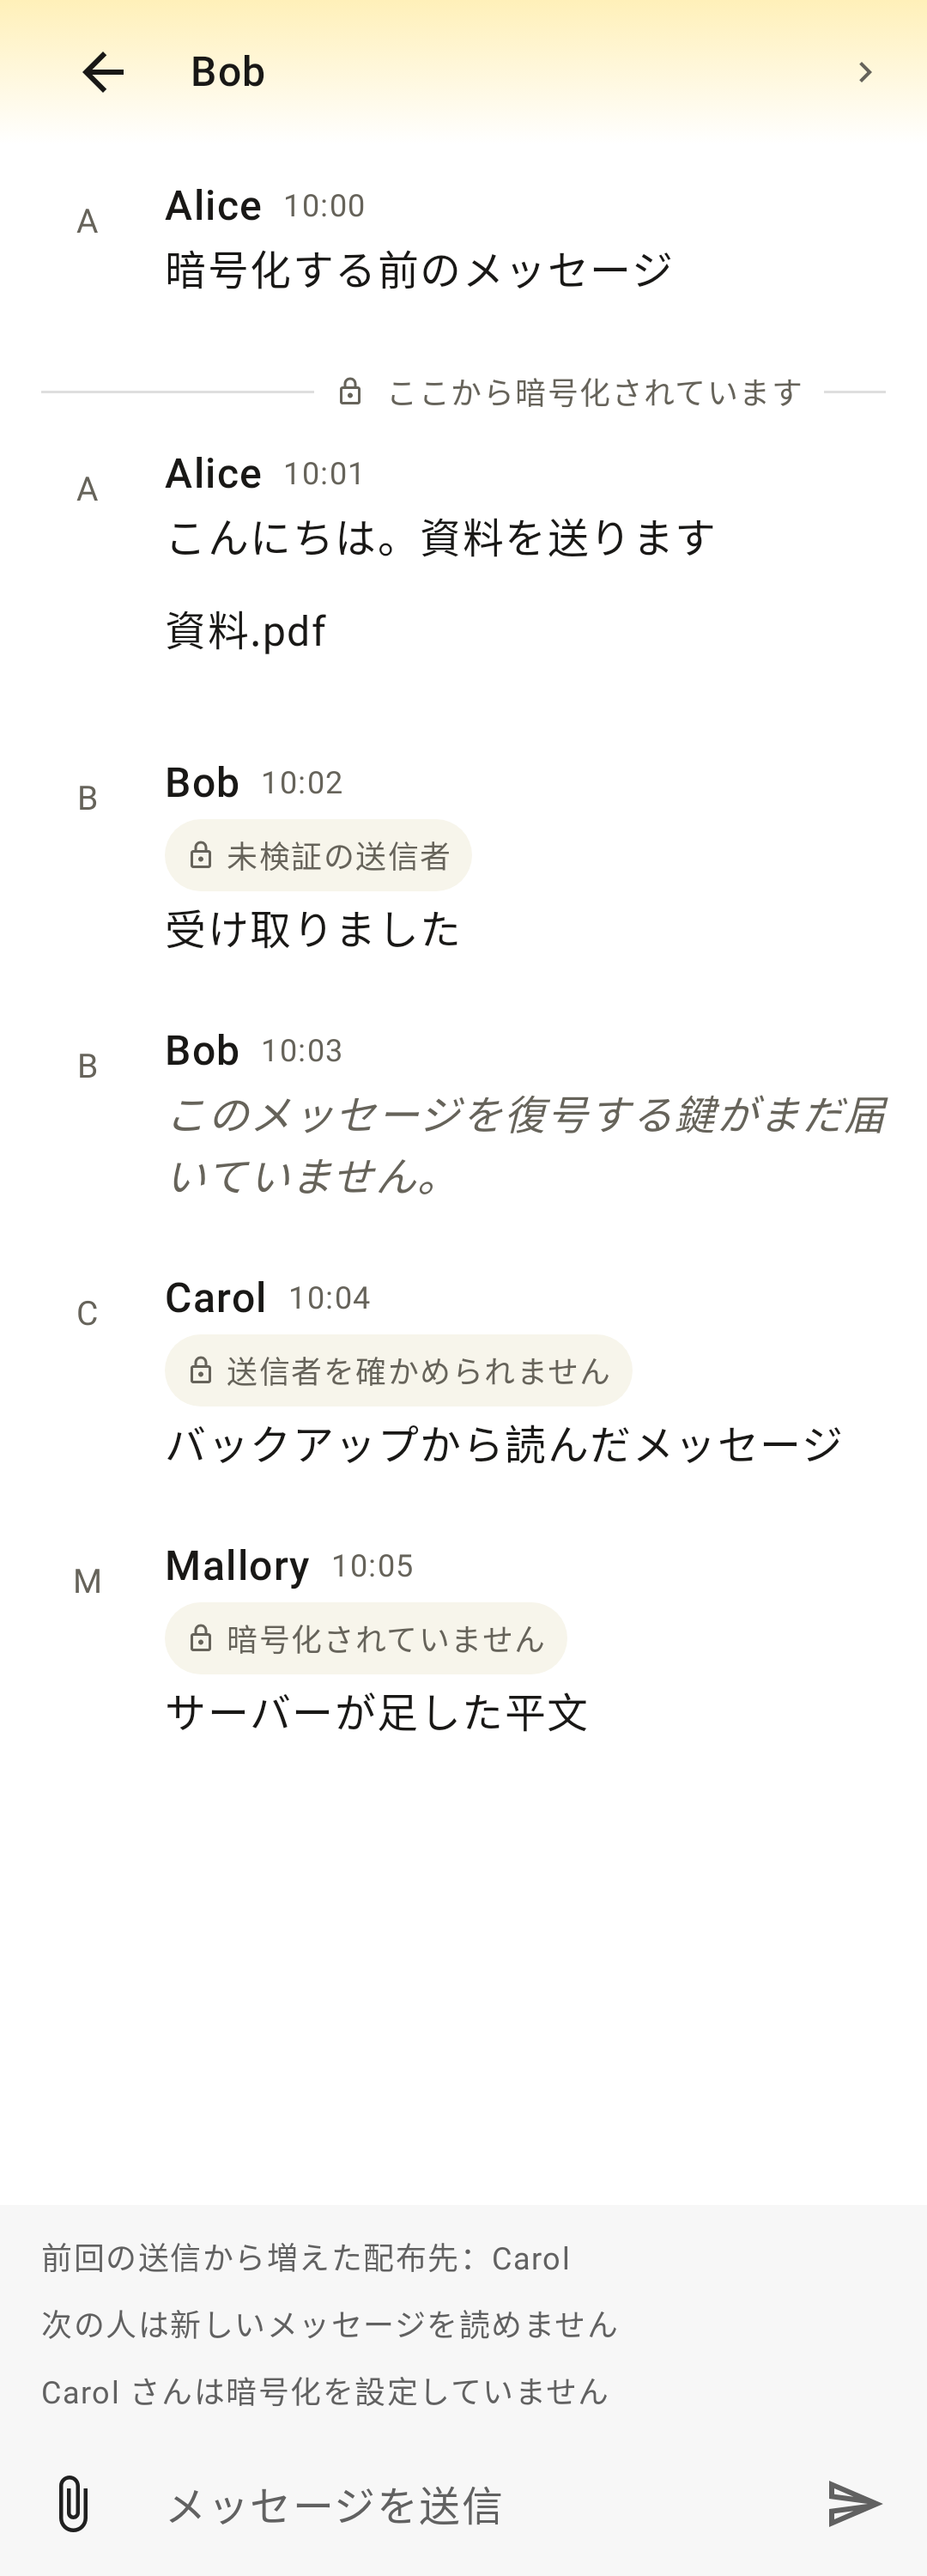 Bob
A
Alice 10:00
暗号化する前のメッセージ
ここから暗号化されています
A
Alice 10:01
こんにちは。資料を送ります
資料.pdf
B
Bob 10:02
未検証の送信者
受け取りました
B
Bob 10:03
このメッセージを復号する鍵がまだ届
いていません。
C
Carol 10:04
送信者を確かめられません
バックアップから読んだメッセージ
M
Mallory 10:05
暗号化されていません
サーバーが足した平文
前回の送信から増えた配布先：Carol
次の人は新しいメッセージを読めません
Carol さんは暗号化を設定していません
メッセージを送信